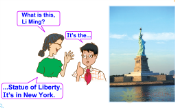 What is this,
Li Ming?
It's the...
...Statue of Liberty.
It's in New York.